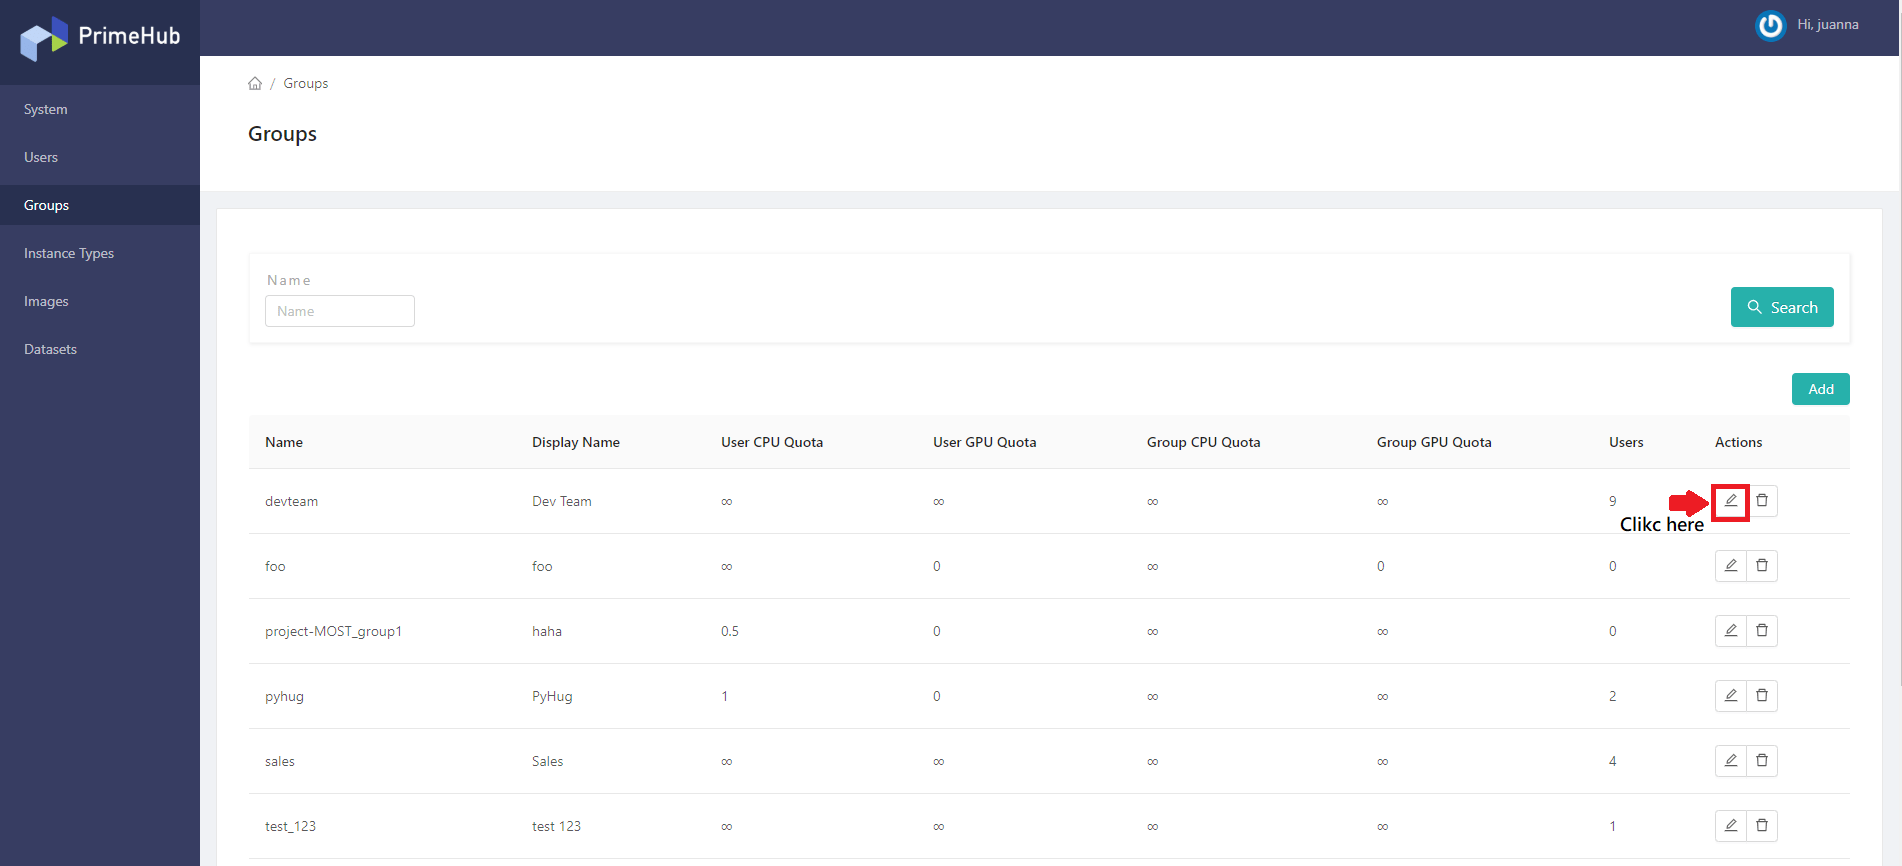 PrimeHub
Hi, juanna
System
Users
Groups
Instance Types
Images
Datasets
/ Groups
Groups
Name
Name
Search
Add
Name Display Name User CPU Quota User GPU Quota Group CPU Quota Group GPU Quota Users Actions
devteam Dev Team ∞ ∞ ∞ ∞ 9
Clikc here
foo foo ∞ 0 ∞ 0 0
project-MOST_group1 haha 0.5 0 ∞ ∞ 0
pyhug PyHug 1 0 ∞ ∞ 2
sales Sales ∞ ∞ ∞ ∞ 4
test_123 test 123 ∞ ∞ ∞ ∞ 1